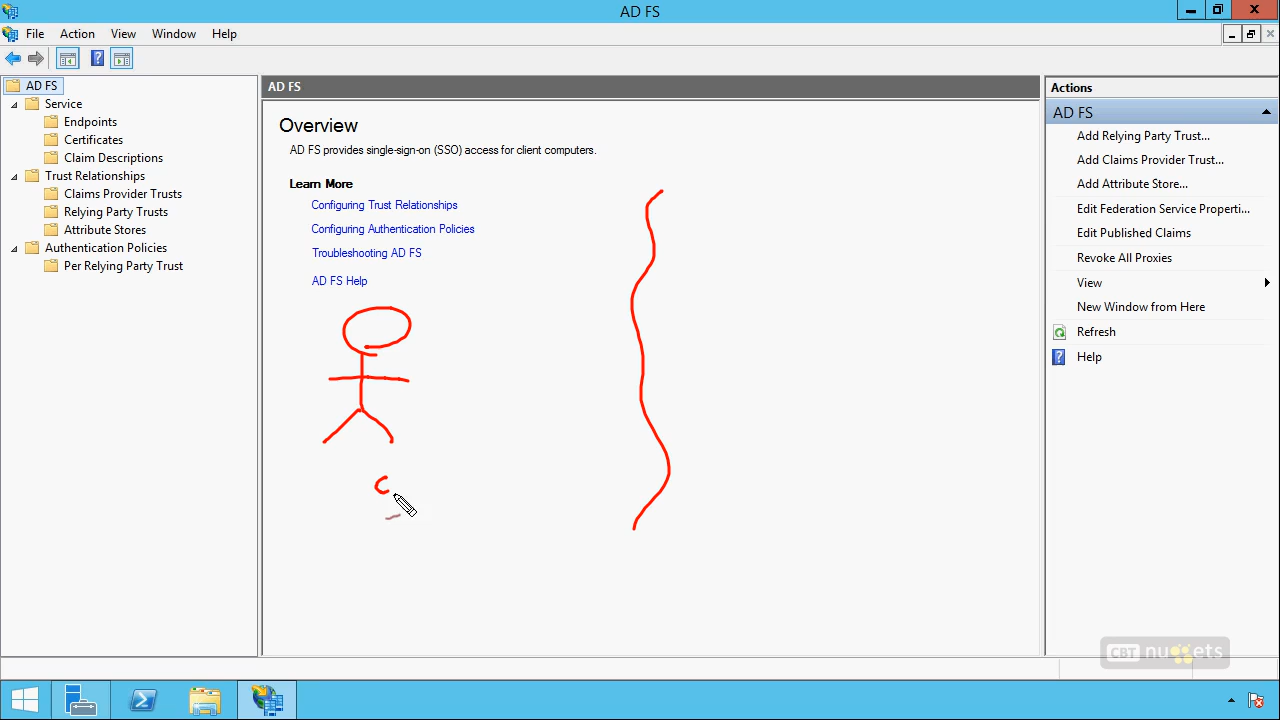 AD FS
File Action View Window Help
AD FS
Service
Endpoints
Certificates
Claim Descriptions
Trust Relationships
Claims Provider Trusts
Relying Party Trusts
Attribute Stores
Authentication Policies
Per Relying Party Trust
AD FS
Overview
AD FS provides single-sign-on (SSO) access for client computers.
Learn More
Configuring Trust Relationships
Configuring Authentication Policies
Troubleshooting AD FS
AD FS Help
C
Actions
AD FS
Add Relying Party Trust...
Add Claims Provider Trust...
Add Attribute Store...
Edit Federation Service Properti...
Edit Published Claims
Revoke All Proxies
View
New Window from Here
Refresh
Help
CBT nuggets